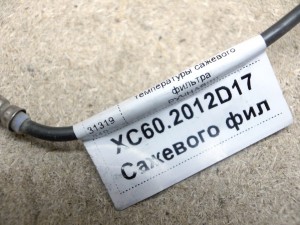 температуры сажевого
фильтра
31319
XC60.2012D17
Сажевого фил